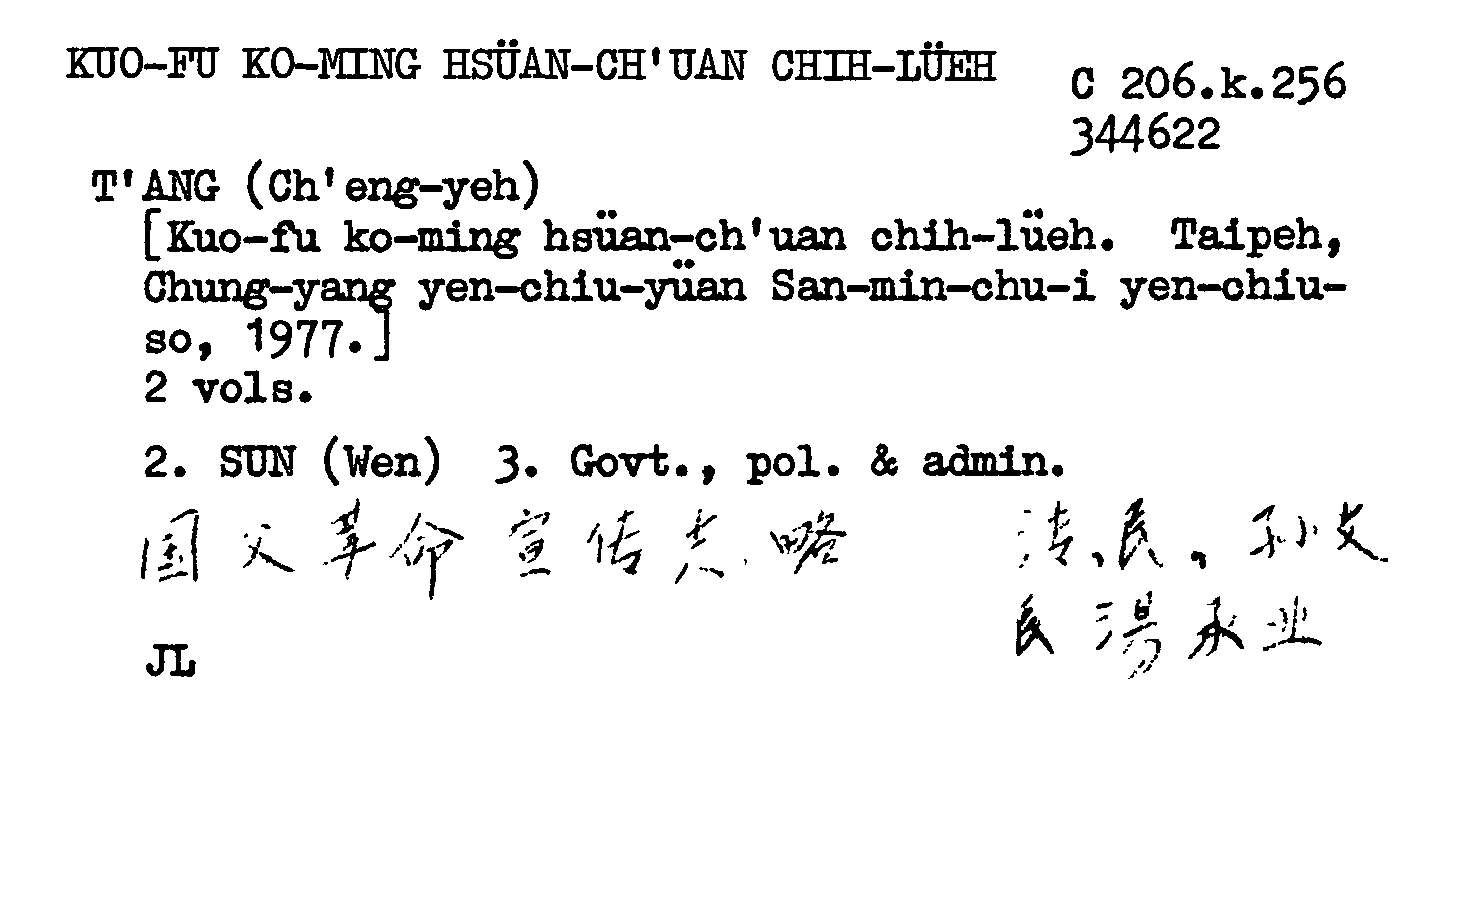 KUO-FU KO-MING HSÜAN-CH'UAN CHIH-LÜEH
C 206.k.256
344622
T'ANG (Ch'eng-yeh)
[Kuo-fu ko-ming hsüan-ch'uan chih-lüeh. Taipeh,
Chung-yang yen-chiu-yüan San-min-chu-i yen-chiu-
so, 1977.]
2 vols.
2. SUN (Wen) 3. Govt., pol. & admin.
国父革命宣传志略
清、民, 孙文
民 湯承业
JL